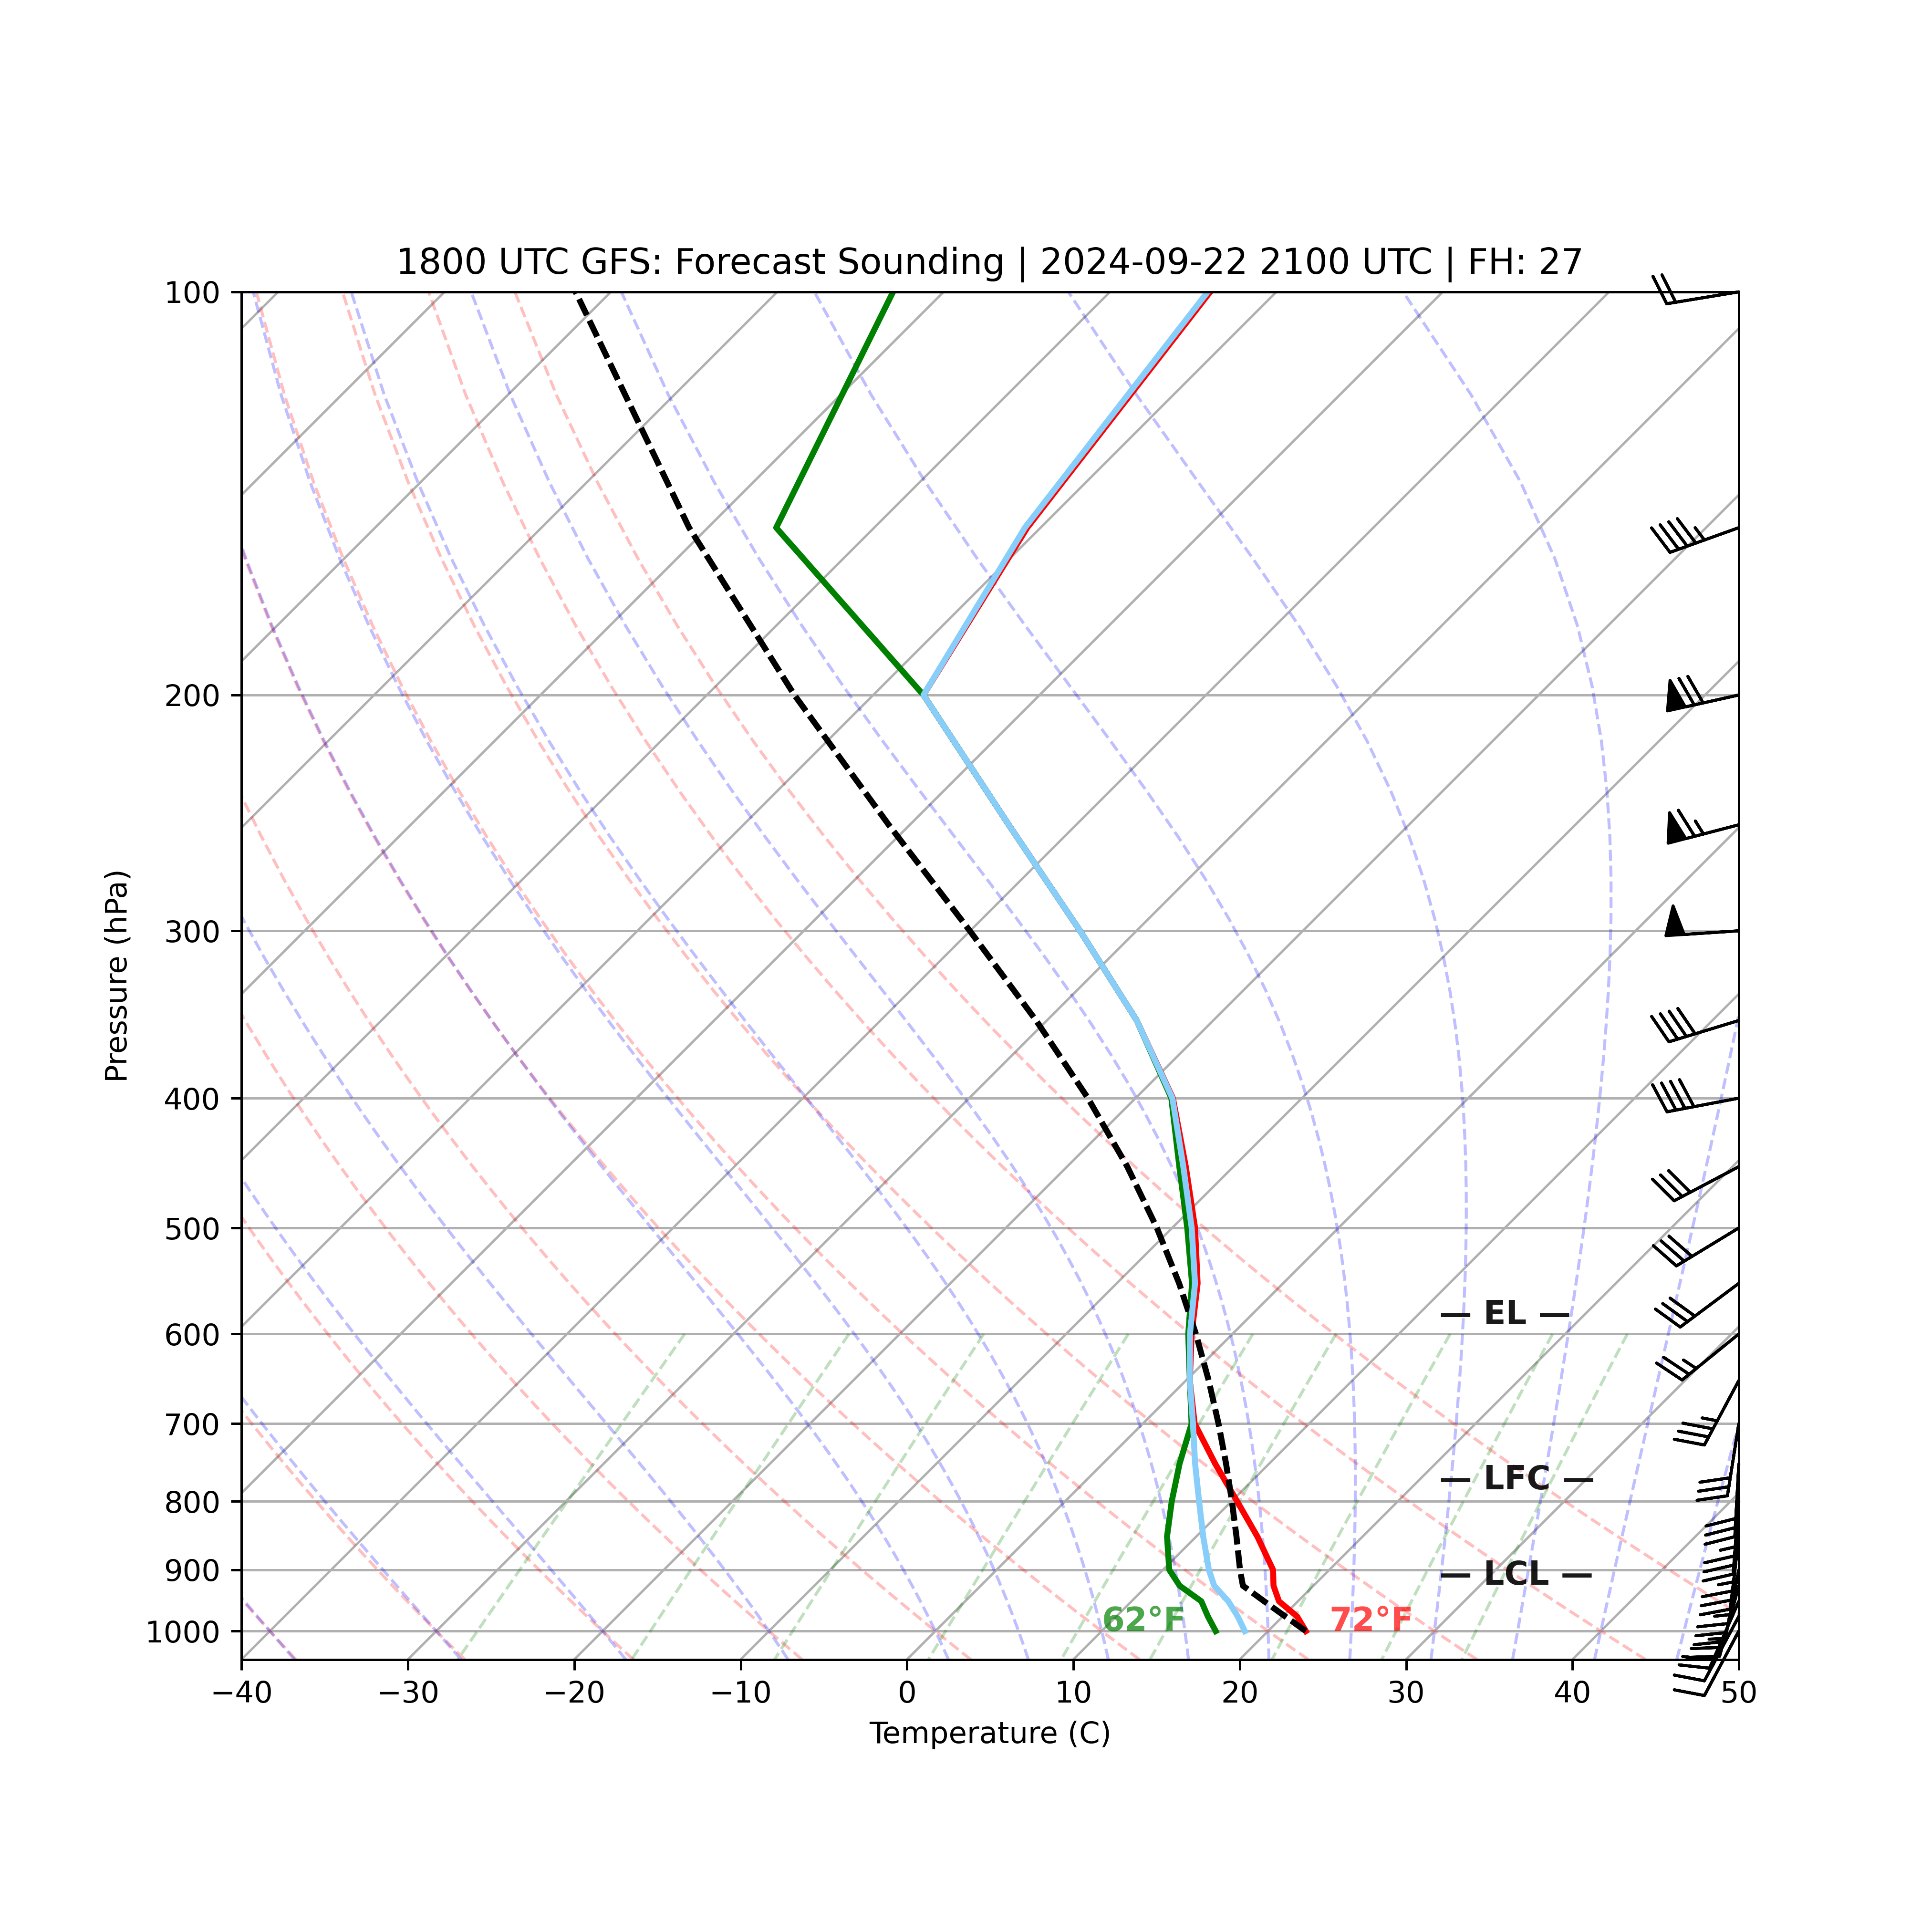 1800 UTC GFS: Forecast Sounding | 2024-09-22 2100 UTC | FH: 27
100
200
300
400
500
600
700
800
900
1000
Pressure (hPa)
— EL —
— LFC —
— LCL —
62°F
72°F
−40 −30 −20 −10 0 10 20 30 40 50
Temperature (C)